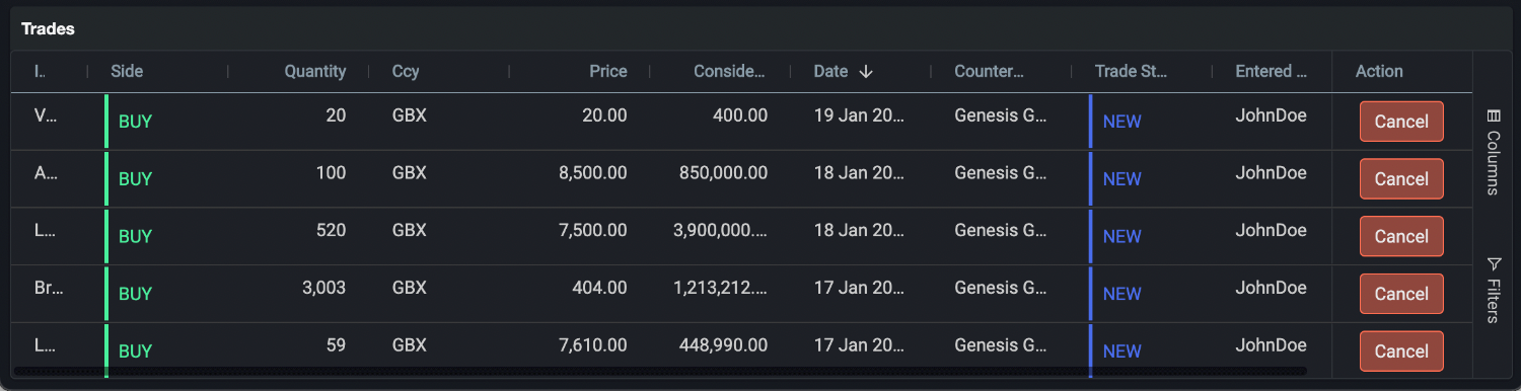 Trades
I.. Side Quantity Ccy Price Conside... Date ↓ Counter... Trade St... Entered ... Action
V... BUY 20 GBX 20.00 400.00 19 Jan 20... Genesis G... NEW JohnDoe Cancel
A... BUY 100 GBX 8,500.00 850,000.00 18 Jan 20... Genesis G... NEW JohnDoe Cancel
L... BUY 520 GBX 7,500.00 3,900,000.... 18 Jan 20... Genesis G... NEW JohnDoe Cancel
Br... BUY 3,003 GBX 404.00 1,213,212.... 17 Jan 20... Genesis G... NEW JohnDoe Cancel
L... BUY 59 GBX 7,610.00 448,990.00 17 Jan 20... Genesis G... NEW JohnDoe Cancel
Columns
Filters